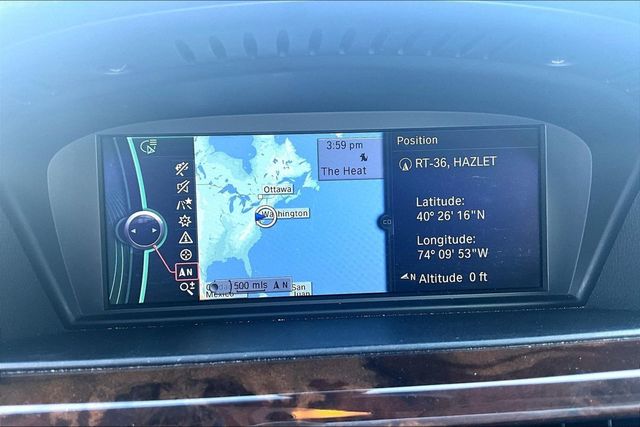 3:59 pm
The Heat
Ottawa
Washington
500 mls N
Mexico
San
Juan
N
Position
RT-36, HAZLET
Latitude:
40° 26' 16"N
Longitude:
74° 09' 53"W
N Altitude 0 ft